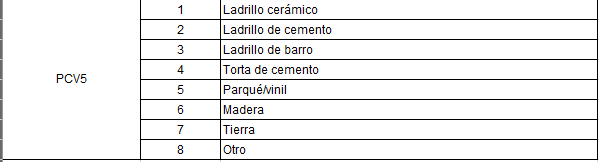 1 Ladrillo cerámico
2 Ladrillo de cemento
3 Ladrillo de barro
4 Torta de cemento
PCV5
5 Parqué/vinil
6 Madera
7 Tierra
8 Otro